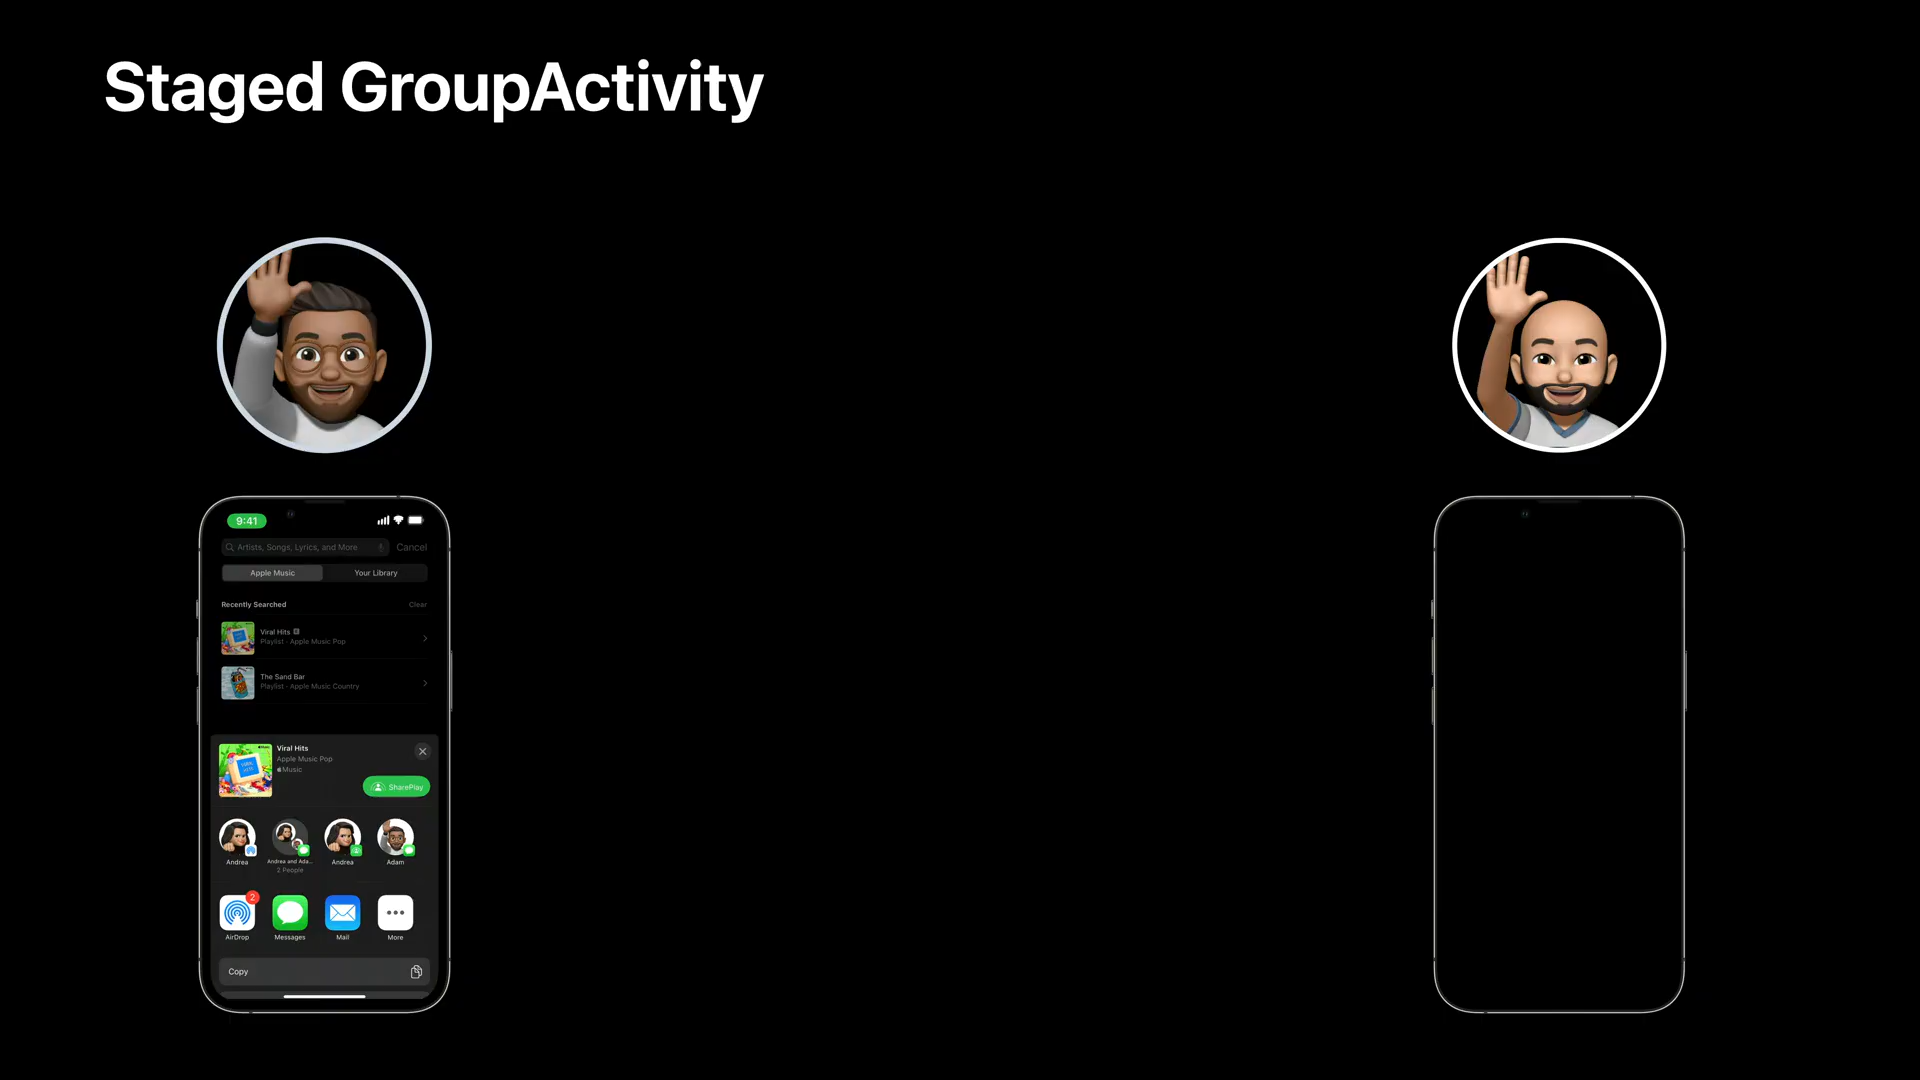 Staged GroupActivity
9:41
Artists, Songs, Lyrics, and More Cancel
Apple Music Your Library
Recently Searched Clear
Viral Hits
Playlist · Apple Music Pop
The Sand Bar
Playlist · Apple Music Country
Viral Hits
Apple Music Pop
Music
SharePlay
Andrea Andrea and Ada... Andrea Adam
2 People
2
AirDrop Messages Mail More
Copy